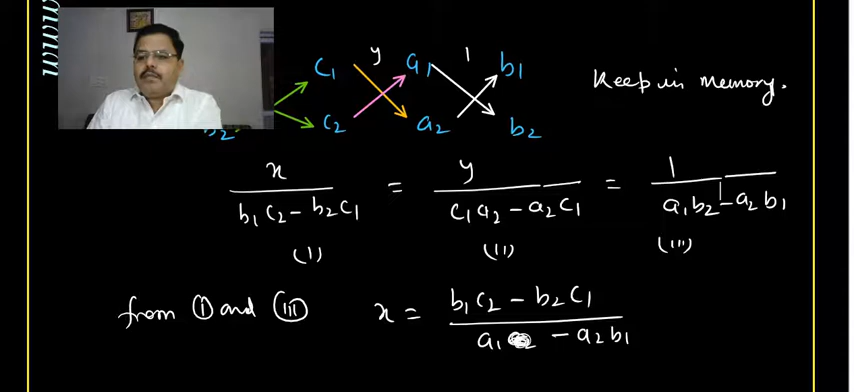 y 1
c₁ a₁ b₁ Keep in memory.
b₂ c₂ a₂ b₂
x / (b₁c₂ − b₂c₁) = y / (c₁a₂ − a₂c₁) = 1 / (a₁b₂ − a₂b₁)
(I) (II) (III)
from (I) and (III) x = (b₁c₂ − b₂c₁) / (a₁ − a₂b₁)